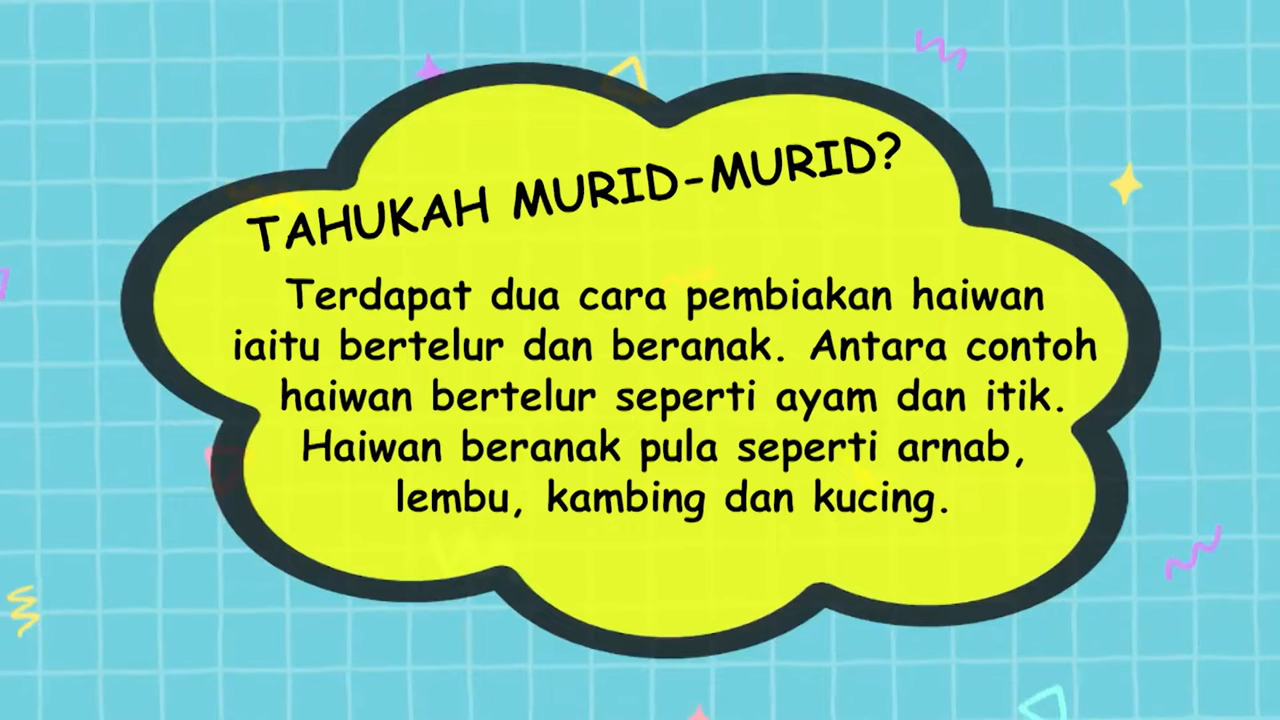 TAHUKAH MURID-MURID?
Terdapat dua cara pembiakan haiwan
iaitu bertelur dan beranak. Antara contoh
haiwan bertelur seperti ayam dan itik.
Haiwan beranak pula seperti arnab,
lembu, kambing dan kucing.